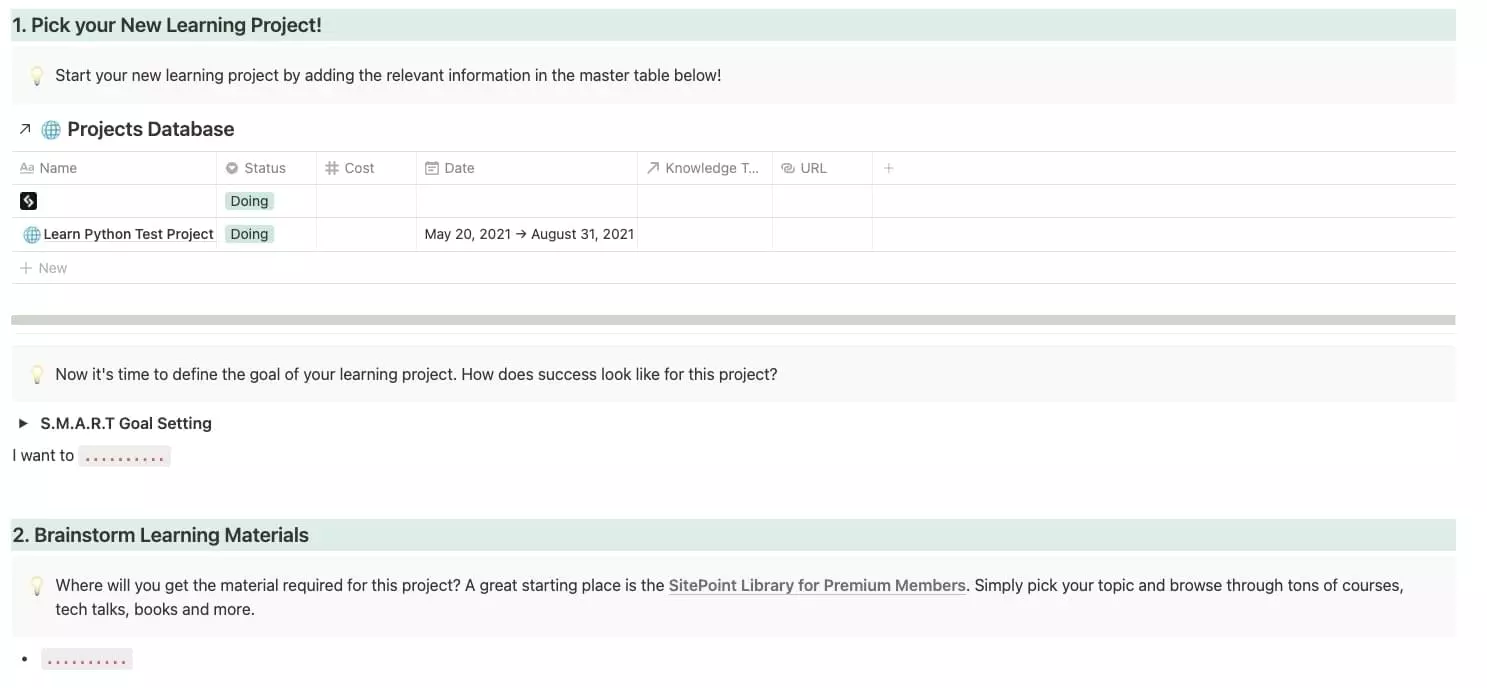 1. Pick your New Learning Project!
Start your new learning project by adding the relevant information in the master table below!
Projects Database
Aa Name Status Cost Date Knowledge T... URL +
Doing
Learn Python Test Project Doing May 20, 2021 → August 31, 2021
+ New
Now it's time to define the goal of your learning project. How does success look like for this project?
S.M.A.R.T Goal Setting
I want to ..........
2. Brainstorm Learning Materials
Where will you get the material required for this project? A great starting place is the SitePoint Library for Premium Members. Simply pick your topic and browse through tons of courses,
tech talks, books and more.
• ..........